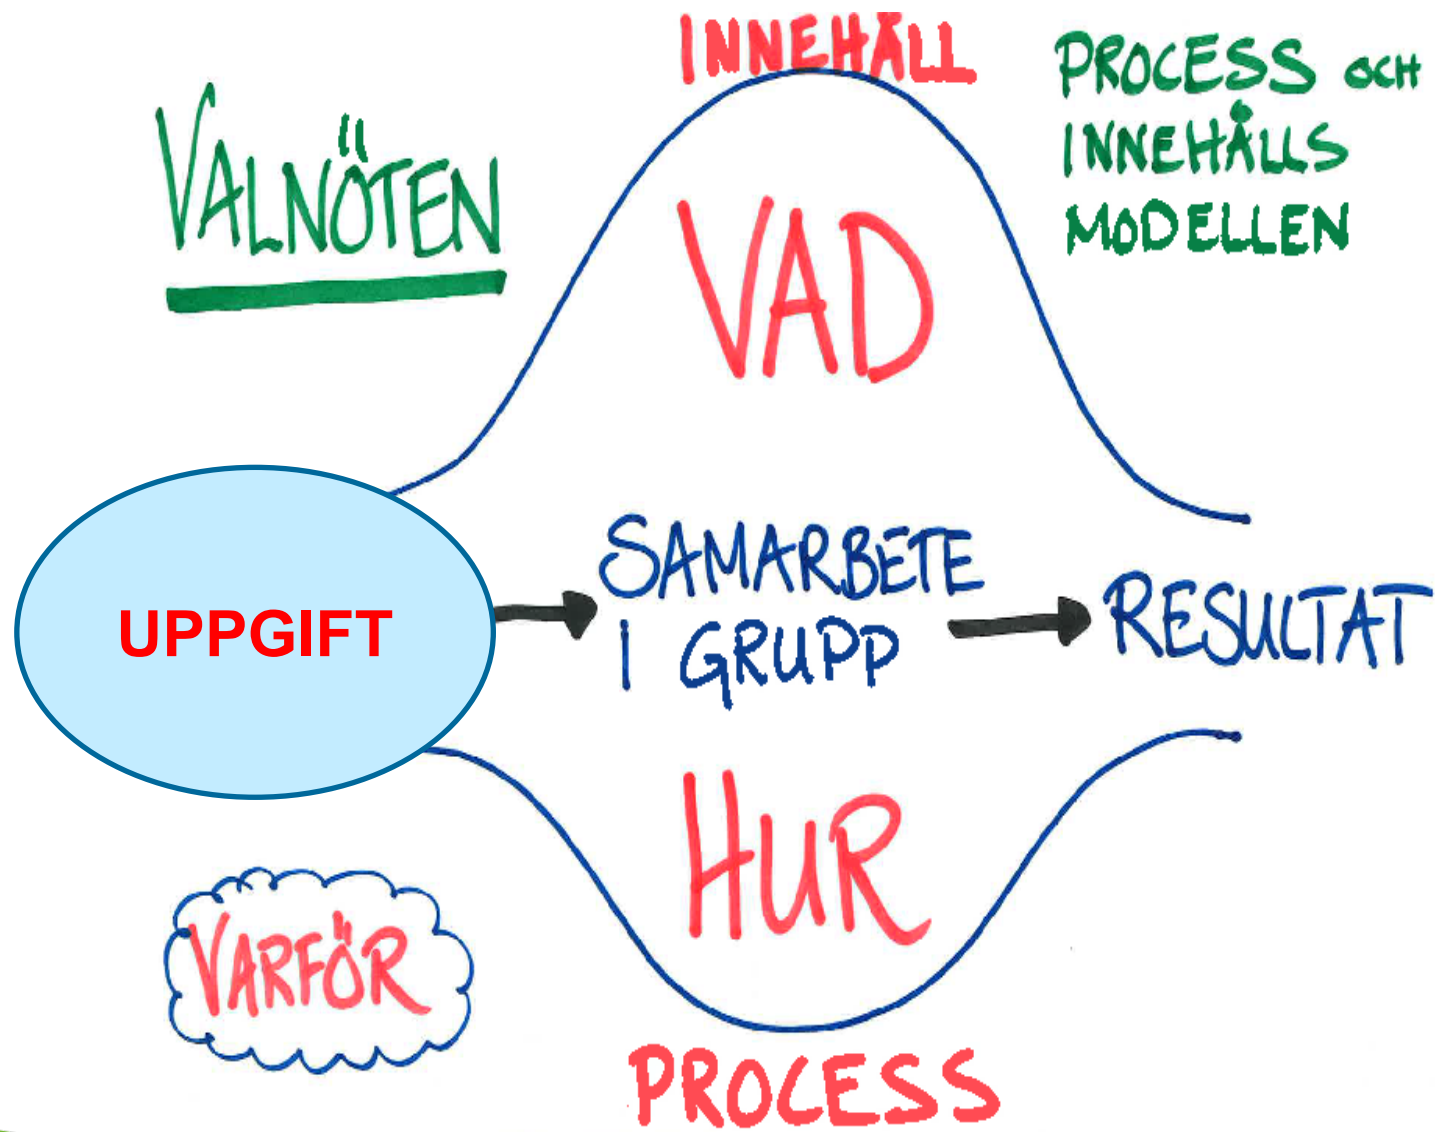 INNEHÅLL
VALNÖTEN
PROCESS OCH
INNEHÅLLS
MODELLEN
VAD
UPPGIFT
SAMARBETE
I GRUPP
RESULTAT
HUR
VARFÖR
PROCESS